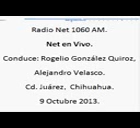 Radio Net 1060 AM.
Net en Vivo.
Conduce: Rogelio González Quiroz,
Alejandro Velasco.
Cd. Juárez,  Chihuahua.
9 Octubre 2013.